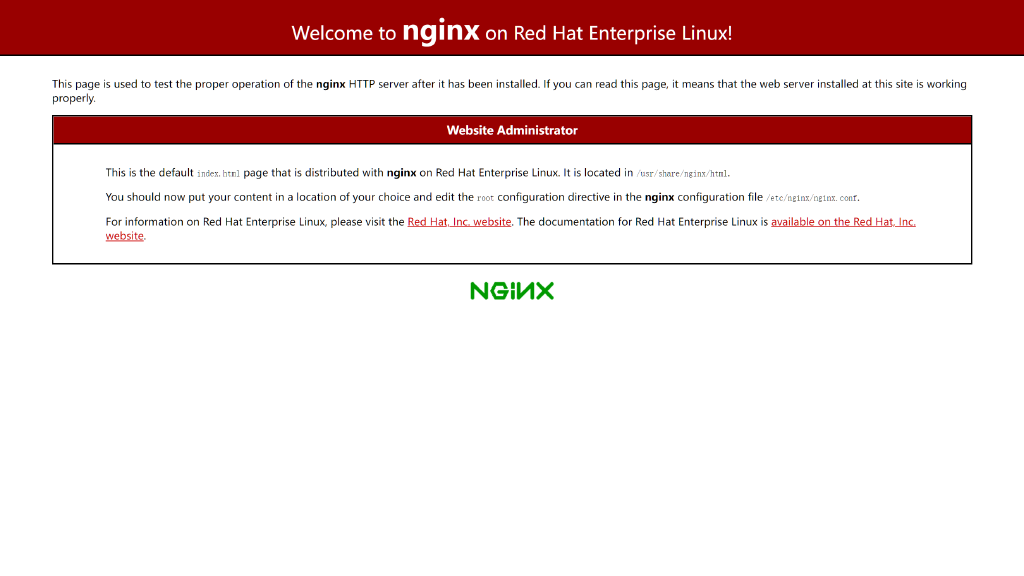 Welcome to nginx on Red Hat Enterprise Linux!
This page is used to test the proper operation of the nginx HTTP server after it has been installed. If you can read this page, it means that the web server installed at this site is working
properly.
Website Administrator
This is the default index.html page that is distributed with nginx on Red Hat Enterprise Linux. It is located in /usr/share/nginx/html.
You should now put your content in a location of your choice and edit the root configuration directive in the nginx configuration file /etc/nginx/nginx.conf.
For information on Red Hat Enterprise Linux, please visit the Red Hat, Inc. website. The documentation for Red Hat Enterprise Linux is available on the Red Hat, Inc.
website.
NGINX